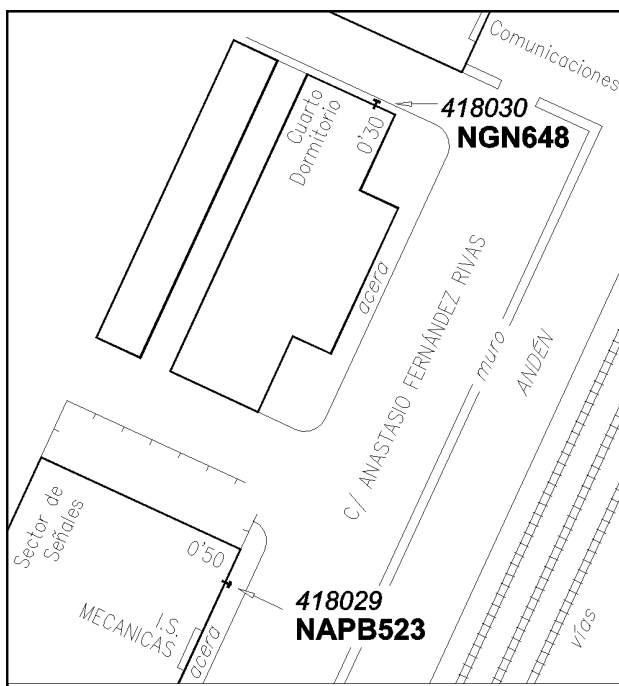 Comunicaciones
418030
NGN648
Cuarto
Dormitorio
0'30
acera
C/ ANASTASIO FERNÁNDEZ RIVAS
muro
ANDÉN
Sector de
Señales
0'50
I.S.
MECANICAS
acera
418029
NAPB523
vías